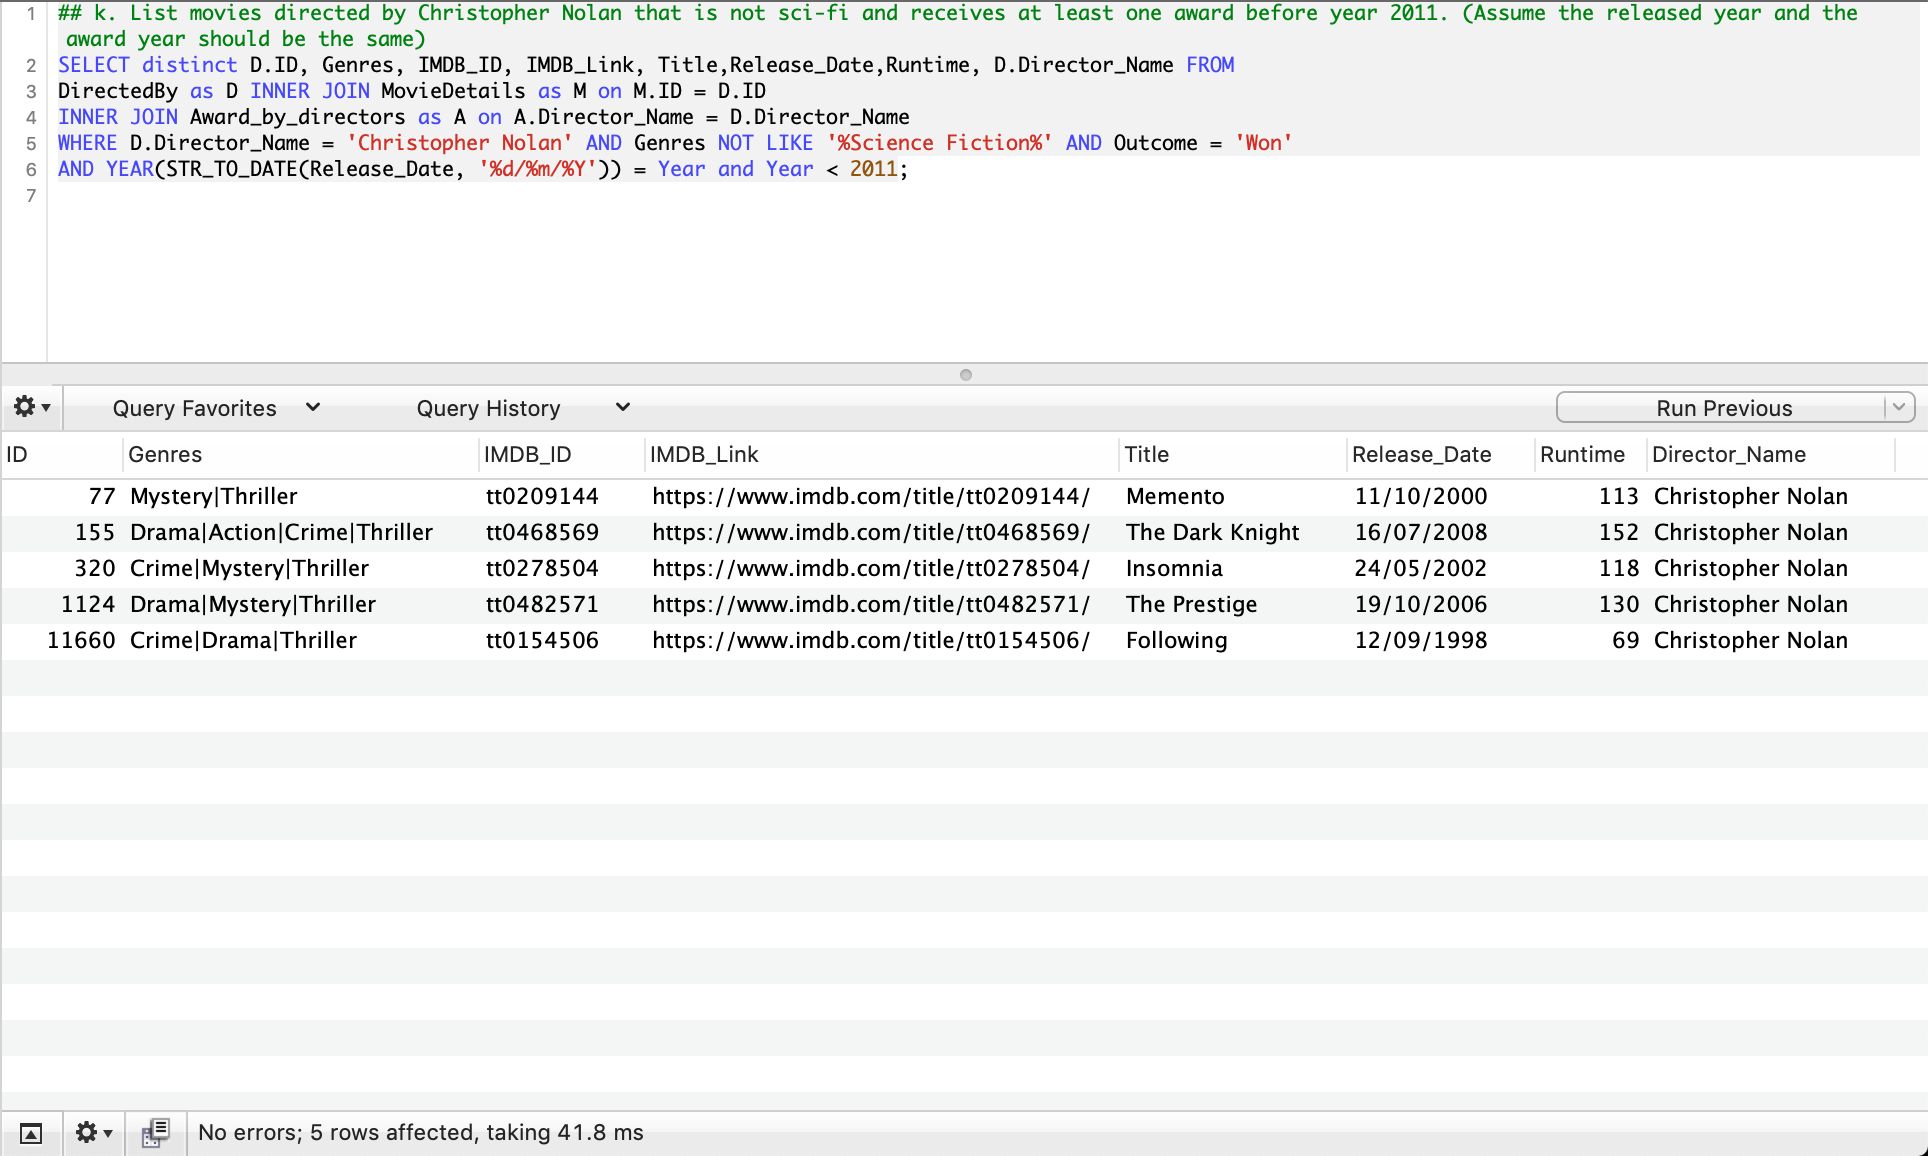 1 ## k. List movies directed by Christopher Nolan that is not sci-fi and receives at least one award before year 2011. (Assume the released year and the
award year should be the same)
2 SELECT distinct D.ID, Genres, IMDB_ID, IMDB_Link, Title,Release_Date,Runtime, D.Director_Name FROM
3 DirectedBy as D INNER JOIN MovieDetails as M on M.ID = D.ID
4 INNER JOIN Award_by_directors as A on A.Director_Name = D.Director_Name
5 WHERE D.Director_Name = 'Christopher Nolan' AND Genres NOT LIKE '%Science Fiction%' AND Outcome = 'Won'
6 AND YEAR(STR_TO_DATE(Release_Date, '%d/%m/%Y')) = Year and Year < 2011;
7
Query Favorites Query History Run Previous
ID Genres IMDB_ID IMDB_Link Title Release_Date Runtime Director_Name
77 Mystery|Thriller tt0209144 https://www.imdb.com/title/tt0209144/ Memento 11/10/2000 113 Christopher Nolan
155 Drama|Action|Crime|Thriller tt0468569 https://www.imdb.com/title/tt0468569/ The Dark Knight 16/07/2008 152 Christopher Nolan
320 Crime|Mystery|Thriller tt0278504 https://www.imdb.com/title/tt0278504/ Insomnia 24/05/2002 118 Christopher Nolan
1124 Drama|Mystery|Thriller tt0482571 https://www.imdb.com/title/tt0482571/ The Prestige 19/10/2006 130 Christopher Nolan
11660 Crime|Drama|Thriller tt0154506 https://www.imdb.com/title/tt0154506/ Following 12/09/1998 69 Christopher Nolan
No errors; 5 rows affected, taking 41.8 ms